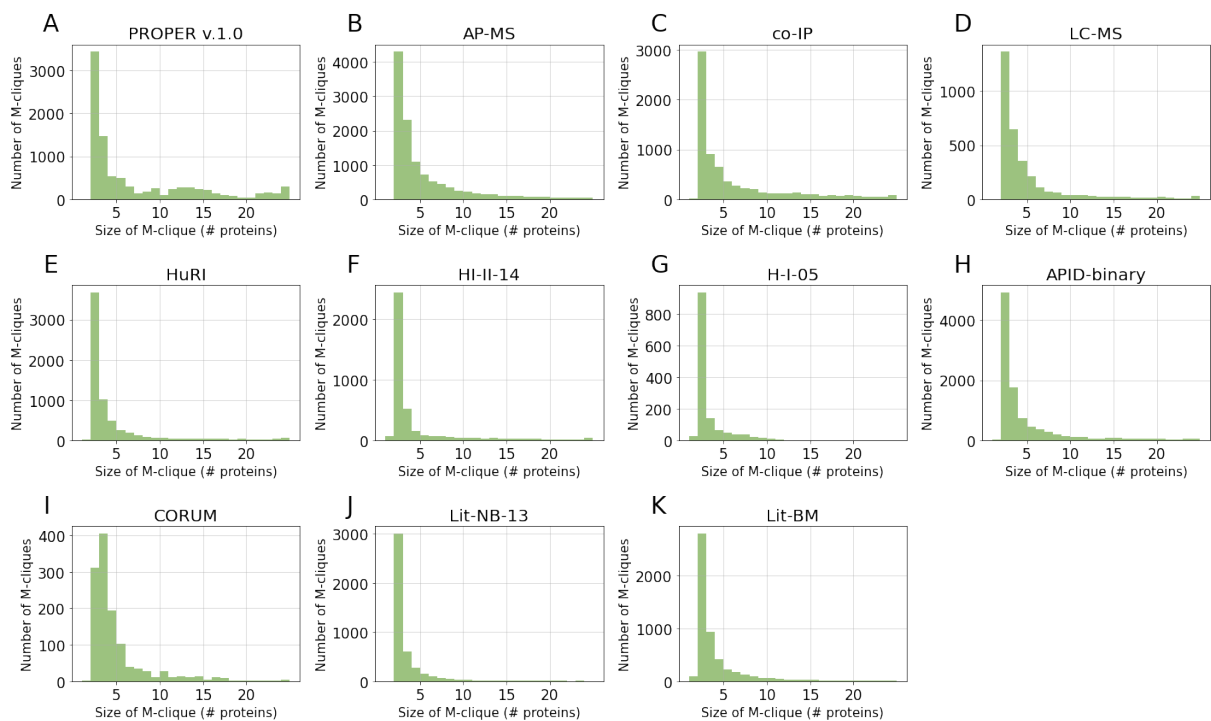 A
PROPER v.1.0
Number of M-cliques
3000
2000
1000
0
5
10
15
20
Size of M-clique (# proteins)
B
AP-MS
Number of M-cliques
4000
3000
2000
1000
0
5
10
15
20
Size of M-clique (# proteins)
C
co-IP
Number of M-cliques
3000
2000
1000
0
5
10
15
20
Size of M-clique (# proteins)
D
LC-MS
Number of M-cliques
1000
500
0
5
10
15
20
Size of M-clique (# proteins)
E
HuRI
Number of M-cliques
3000
2000
1000
0
5
10
15
20
Size of M-clique (# proteins)
F
HI-II-14
Number of M-cliques
2000
1000
0
5
10
15
20
Size of M-clique (# proteins)
G
H-I-05
Number of M-cliques
800
600
400
200
0
5
10
15
20
Size of M-clique (# proteins)
H
APID-binary
Number of M-cliques
4000
2000
0
5
10
15
20
Size of M-clique (# proteins)
I
CORUM
Number of M-cliques
400
300
200
100
0
5
10
15
20
Size of M-clique (# proteins)
J
Lit-NB-13
Number of M-cliques
3000
2000
1000
0
5
10
15
20
Size of M-clique (# proteins)
K
Lit-BM
Number of M-cliques
2000
1000
0
5
10
15
20
Size of M-clique (# proteins)